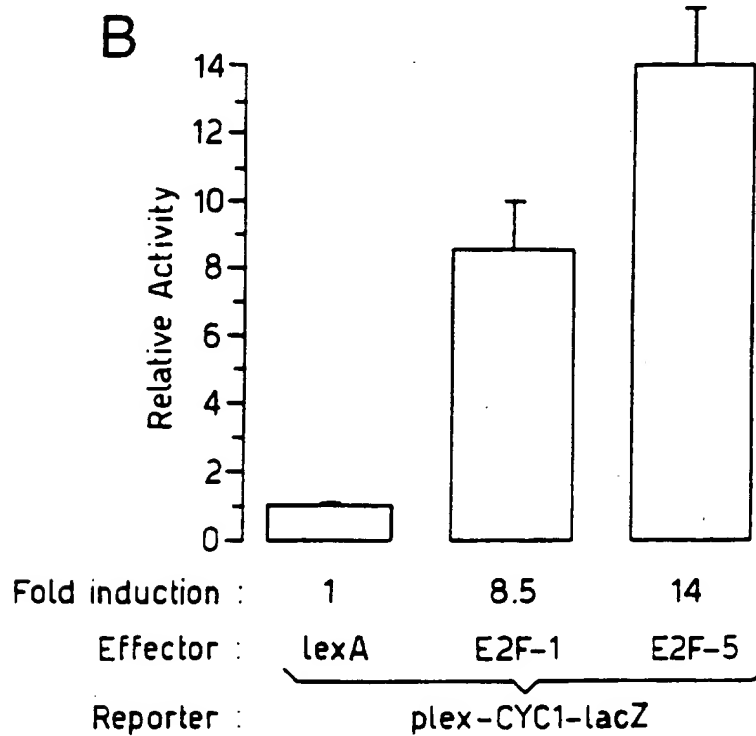 B
Relative Activity
14
12
10
8
6
4
2
0
Fold induction : 1 8.5 14
Effector : lexA E2F-1 E2F-5
Reporter : plex-CYC1-lacZ